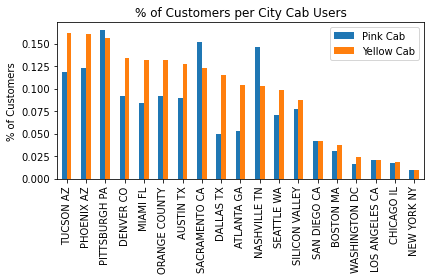 % of Customers per City Cab Users
Pink Cab
Yellow Cab
% of Customers
0.150
0.125
0.100
0.075
0.050
0.025
0.000
TUCSON AZ
PHOENIX AZ
PITTSBURGH PA
DENVER CO
MIAMI FL
ORANGE COUNTY
AUSTIN TX
SACRAMENTO CA
DALLAS TX
ATLANTA GA
NASHVILLE TN
SEATTLE WA
SILICON VALLEY
SAN DIEGO CA
BOSTON MA
WASHINGTON DC
LOS ANGELES CA
CHICAGO IL
NEW YORK NY